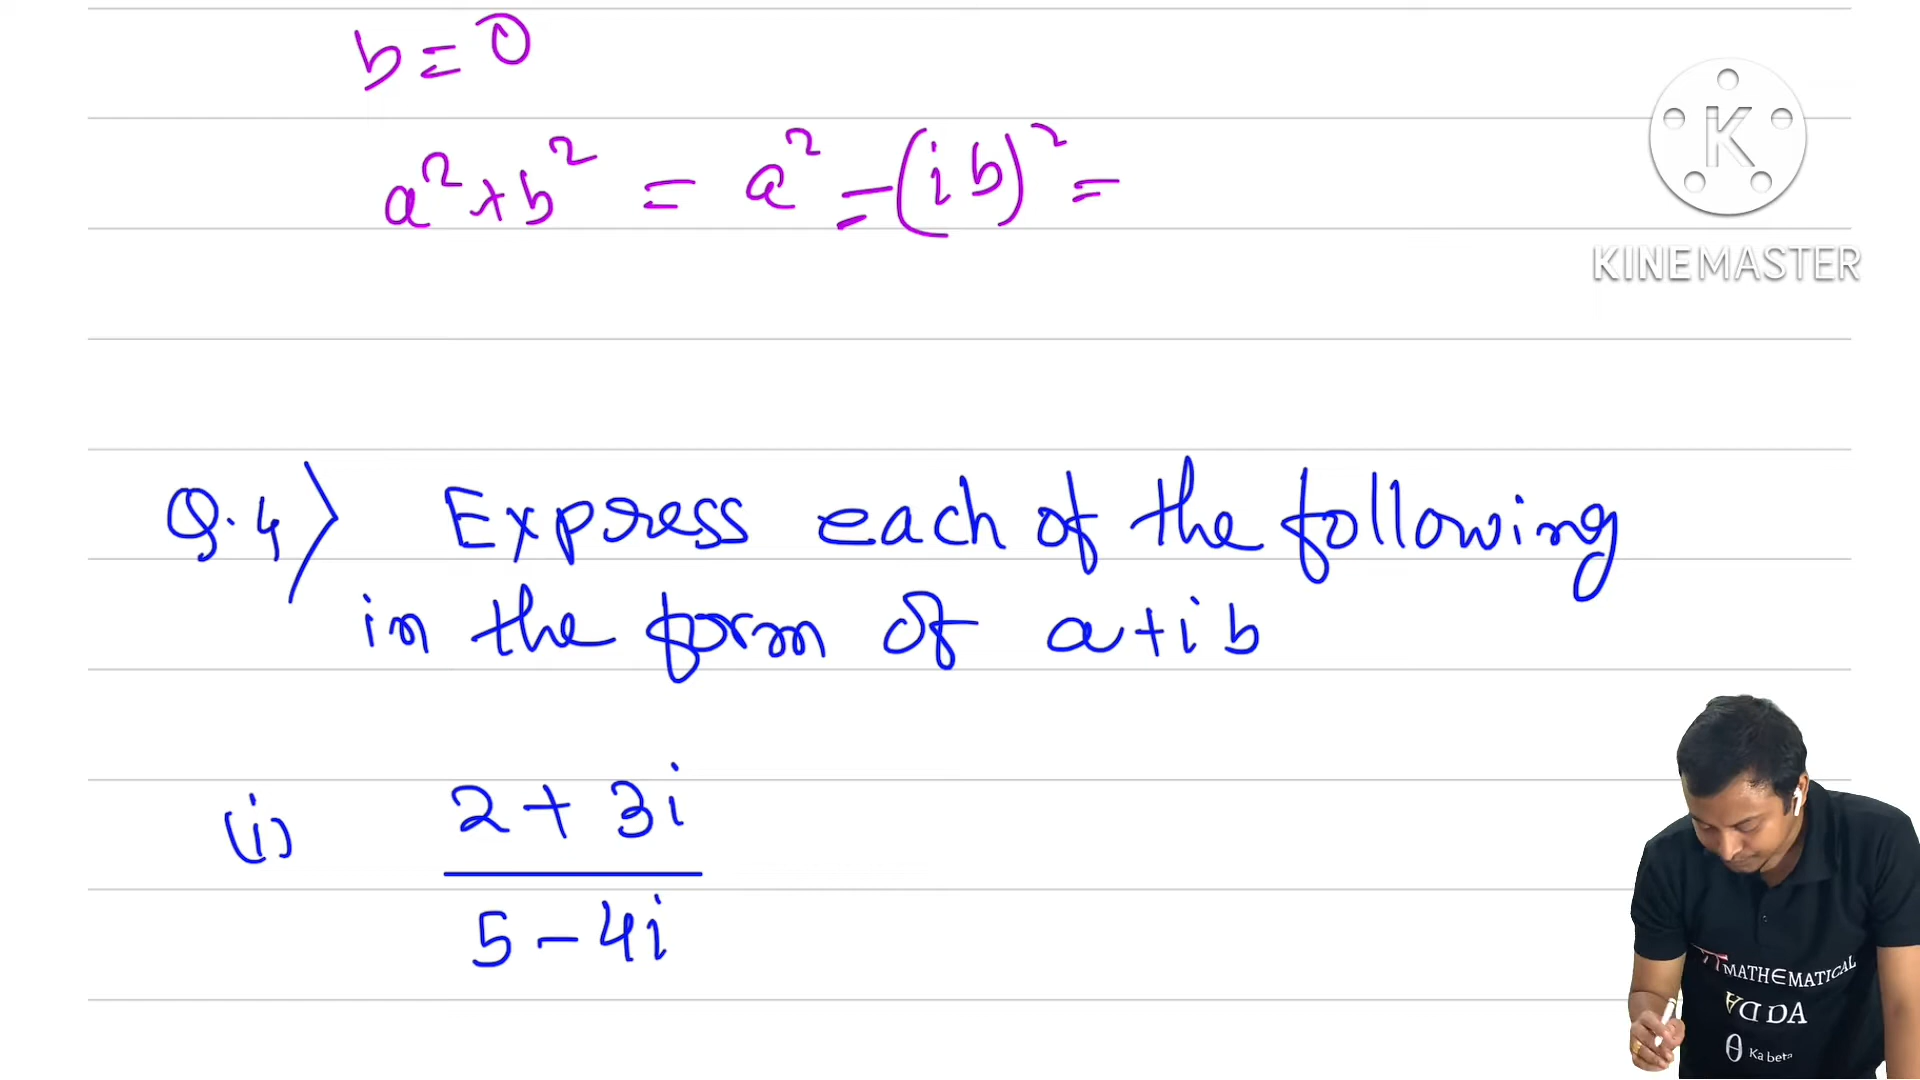 b = 0
a² + b² = a² - (ib)² =
K
KINEMASTER
Q.4) Express each of the following
in the form of a+ib
(i) 2 + 3i
5 - 4i
π MATHEMATICAL
ADDA
θ Ka beta